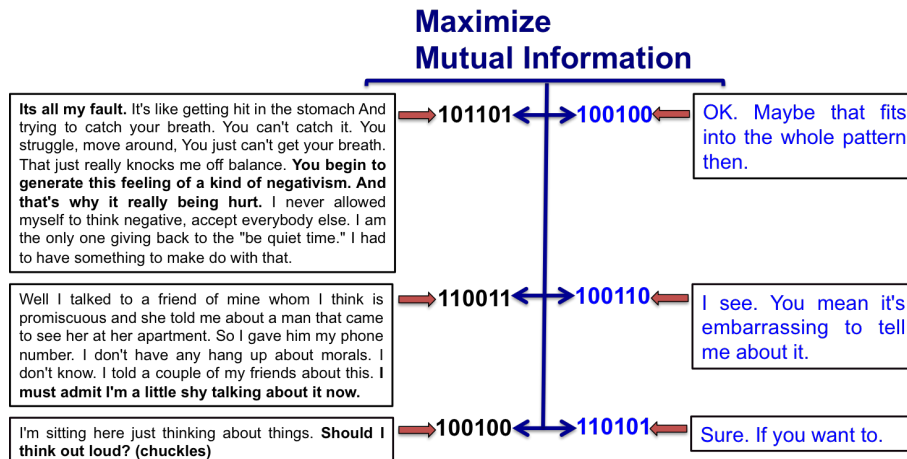 Maximize
Mutual Information
Its all my fault. It's like getting hit in the stomach And
trying to catch your breath. You can't catch it. You
struggle, move around, You just can't get your breath.
That just really knocks me off balance. You begin to
generate this feeling of a kind of negativism. And
that's why it really being hurt. I never allowed
myself to think negative, accept everybody else. I am
the only one giving back to the "be quiet time." I had
to have something to make do with that.
101101
100100
OK. Maybe that fits
into the whole pattern
then.
Well I talked to a friend of mine whom I think is
promiscuous and she told me about a man that came
to see her at her apartment. So I gave him my phone
number. I don't have any hang up about morals. I
don't know. I told a couple of my friends about this. I
must admit I'm a little shy talking about it now.
110011
100110
I see. You mean it's
embarrassing to tell
me about it.
I'm sitting here just thinking about things. Should I
think out loud? (chuckles)
100100
110101
Sure. If you want to.